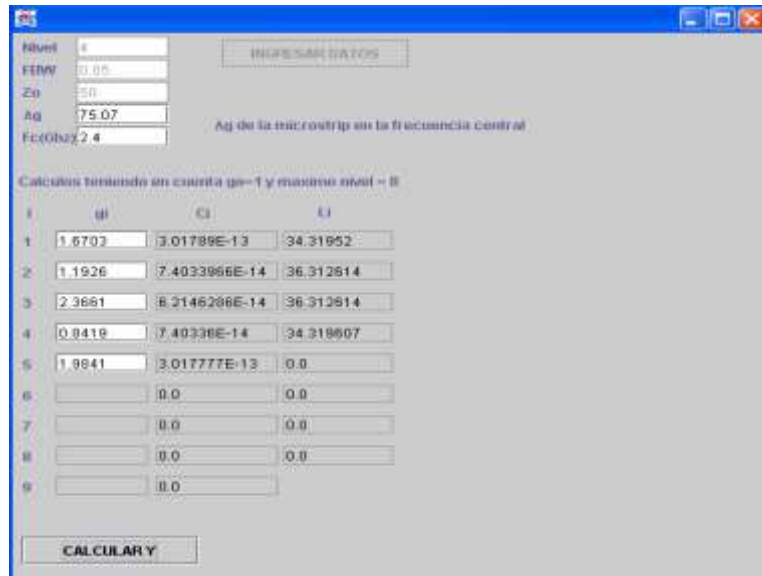 Nivel 4
INGRESAR DATOS
FBW 0.05
Zo 50
Ag 75.07
Ag de la microstrip en la frecuencia central
Fc(Ghz) 2.4
Calculos teniendo en cuenta go=1 y maximo nivel = 8
i gi Ci Li
1 1.6703 3.01789E-13 34.31952
2 1.1926 7.4033966E-14 36.312614
3 2.3661 6.2146286E-14 36.312614
4 0.8419 7.40336E-14 34.319607
5 1.9841 3.017777E-13 0.0
6 0.0 0.0
7 0.0 0.0
8 0.0 0.0
9 0.0
CALCULAR Y